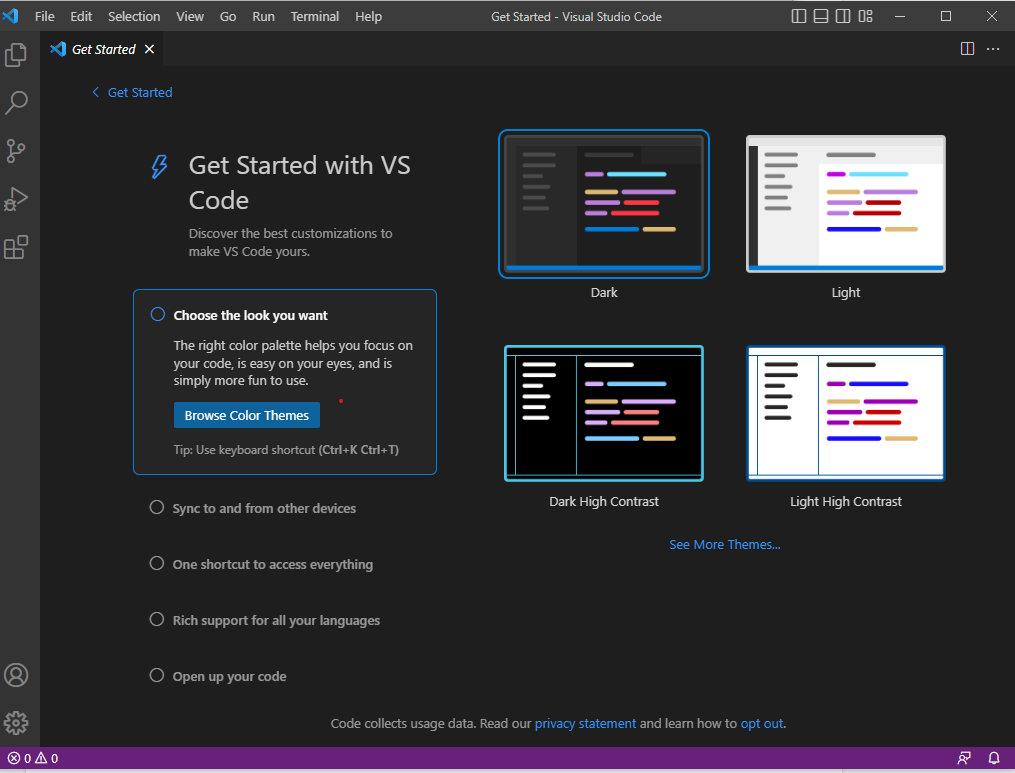 File Edit Selection View Go Run Terminal Help Get Started - Visual Studio Code
Get Started
Get Started
Get Started with VS
Code
Discover the best customizations to
make VS Code yours.
Choose the look you want
The right color palette helps you focus on
your code, is easy on your eyes, and is
simply more fun to use.
Browse Color Themes
Tip: Use keyboard shortcut (Ctrl+K Ctrl+T)
Sync to and from other devices
One shortcut to access everything
Rich support for all your languages
Open up your code
Dark
Light
Dark High Contrast
Light High Contrast
See More Themes...
Code collects usage data. Read our privacy statement and learn how to opt out.
0 0